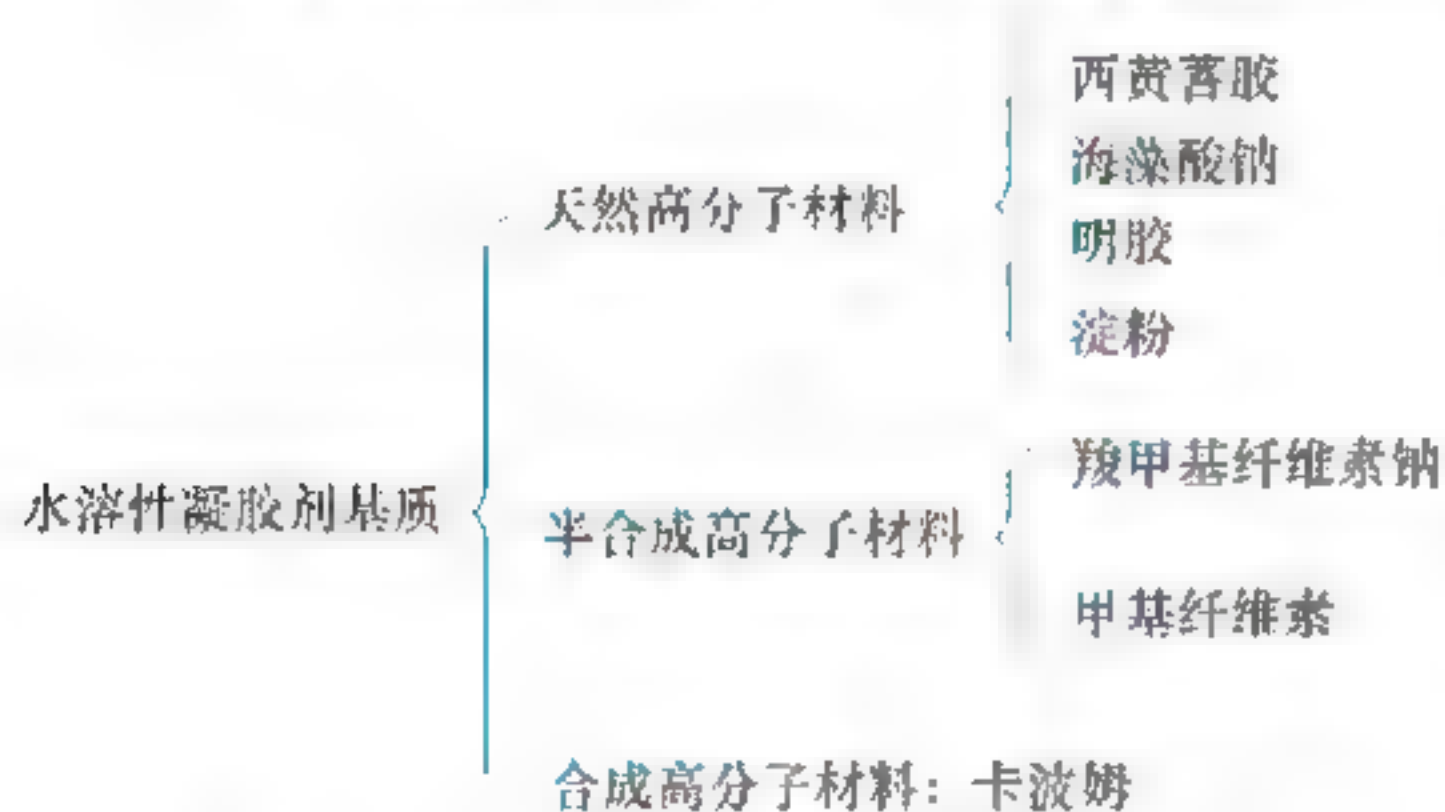 西黄蓍胶
海藻酸钠
天然高分子材料
明胶
淀粉
羧甲基纤维素钠
水溶性凝胶剂基质
半合成高分子材料
甲基纤维素
合成高分子材料：卡波姆